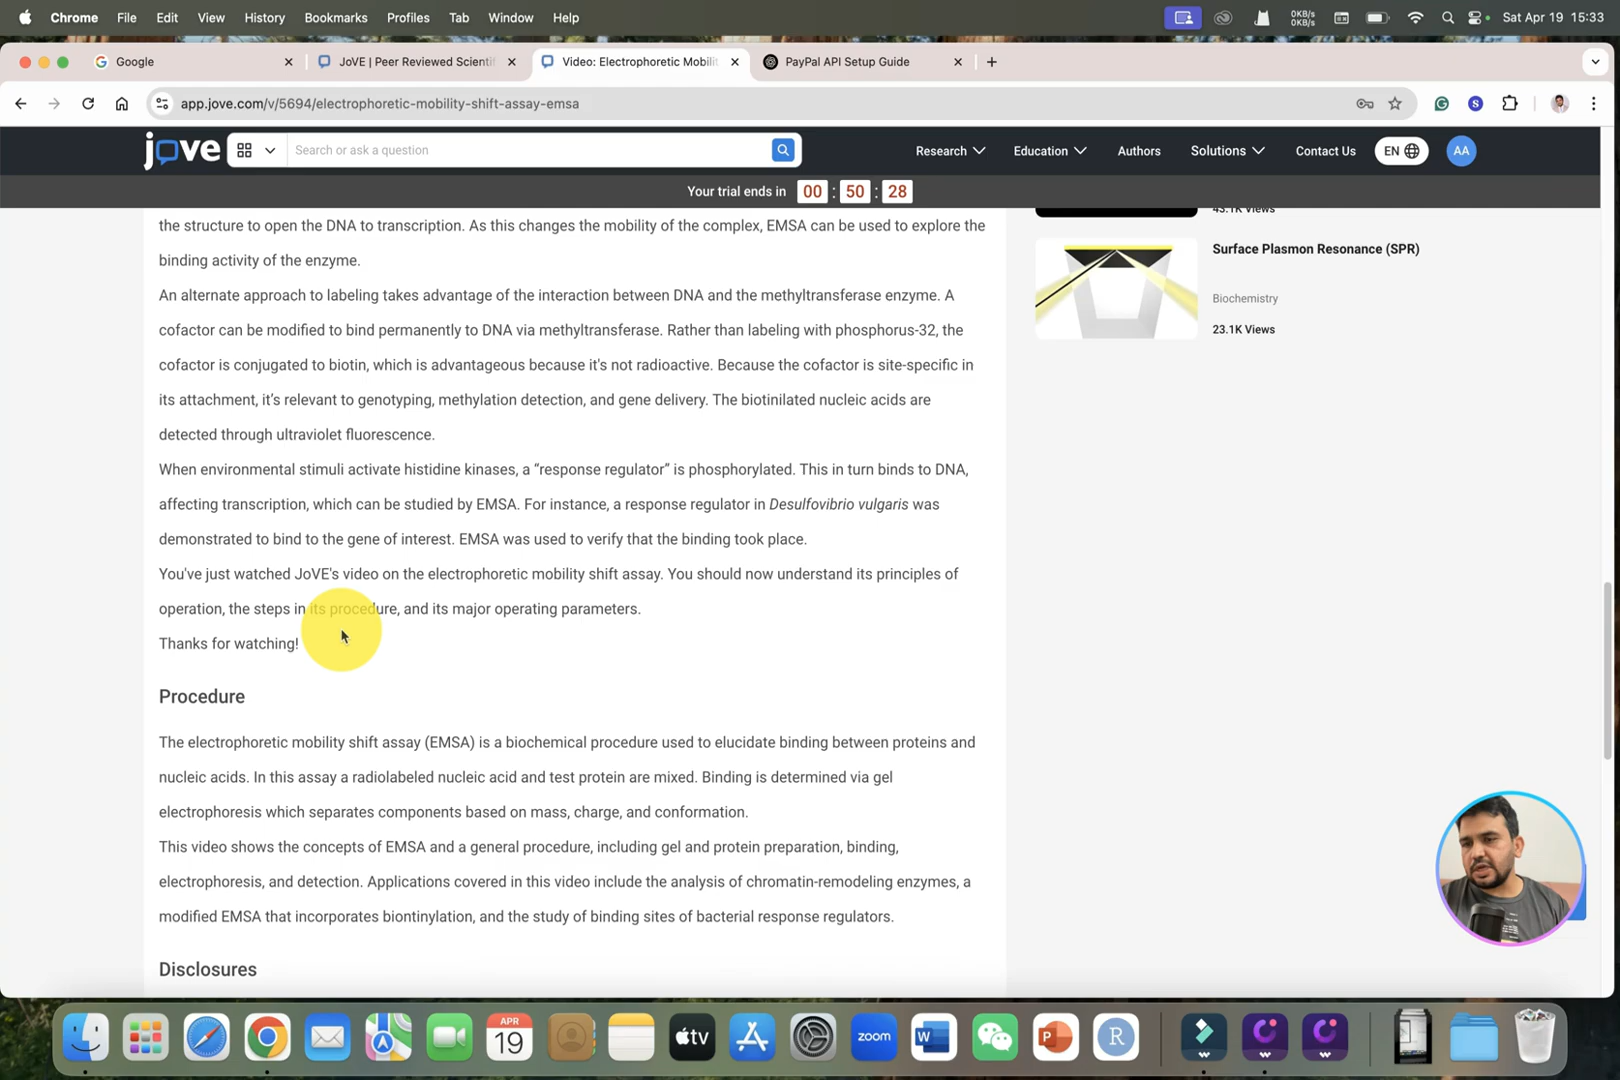 Chrome File Edit View History Bookmarks Profiles Tab Window Help
0KB/s
0KB/s
Sat Apr 19 15:33
Google
JoVE | Peer Reviewed Scientif
Video: Electrophoretic Mobilit
PayPal API Setup Guide
app.jove.com/v/5694/electrophoretic-mobility-shift-assay-emsa
jove
Search or ask a question
Research Education Authors Solutions Contact Us EN AA
Your trial ends in 00 : 50 : 28
the structure to open the DNA to transcription. As this changes the mobility of the complex, EMSA can be used to explore the
binding activity of the enzyme.
An alternate approach to labeling takes advantage of the interaction between DNA and the methyltransferase enzyme. A
cofactor can be modified to bind permanently to DNA via methyltransferase. Rather than labeling with phosphorus-32, the
cofactor is conjugated to biotin, which is advantageous because it's not radioactive. Because the cofactor is site-specific in
its attachment, it's relevant to genotyping, methylation detection, and gene delivery. The biotinilated nucleic acids are
detected through ultraviolet fluorescence.
When environmental stimuli activate histidine kinases, a “response regulator” is phosphorylated. This in turn binds to DNA,
affecting transcription, which can be studied by EMSA. For instance, a response regulator in Desulfovibrio vulgaris was
demonstrated to bind to the gene of interest. EMSA was used to verify that the binding took place.
You've just watched JoVE's video on the electrophoretic mobility shift assay. You should now understand its principles of
operation, the steps in its procedure, and its major operating parameters.
Thanks for watching!
Procedure
The electrophoretic mobility shift assay (EMSA) is a biochemical procedure used to elucidate binding between proteins and
nucleic acids. In this assay a radiolabeled nucleic acid and test protein are mixed. Binding is determined via gel
electrophoresis which separates components based on mass, charge, and conformation.
This video shows the concepts of EMSA and a general procedure, including gel and protein preparation, binding,
electrophoresis, and detection. Applications covered in this video include the analysis of chromatin-remodeling enzymes, a
modified EMSA that incorporates biontinylation, and the study of binding sites of bacterial response regulators.
Disclosures
43.1K Views
Surface Plasmon Resonance (SPR)
Biochemistry
23.1K Views
APR
19
tv
zoom
W
P
R